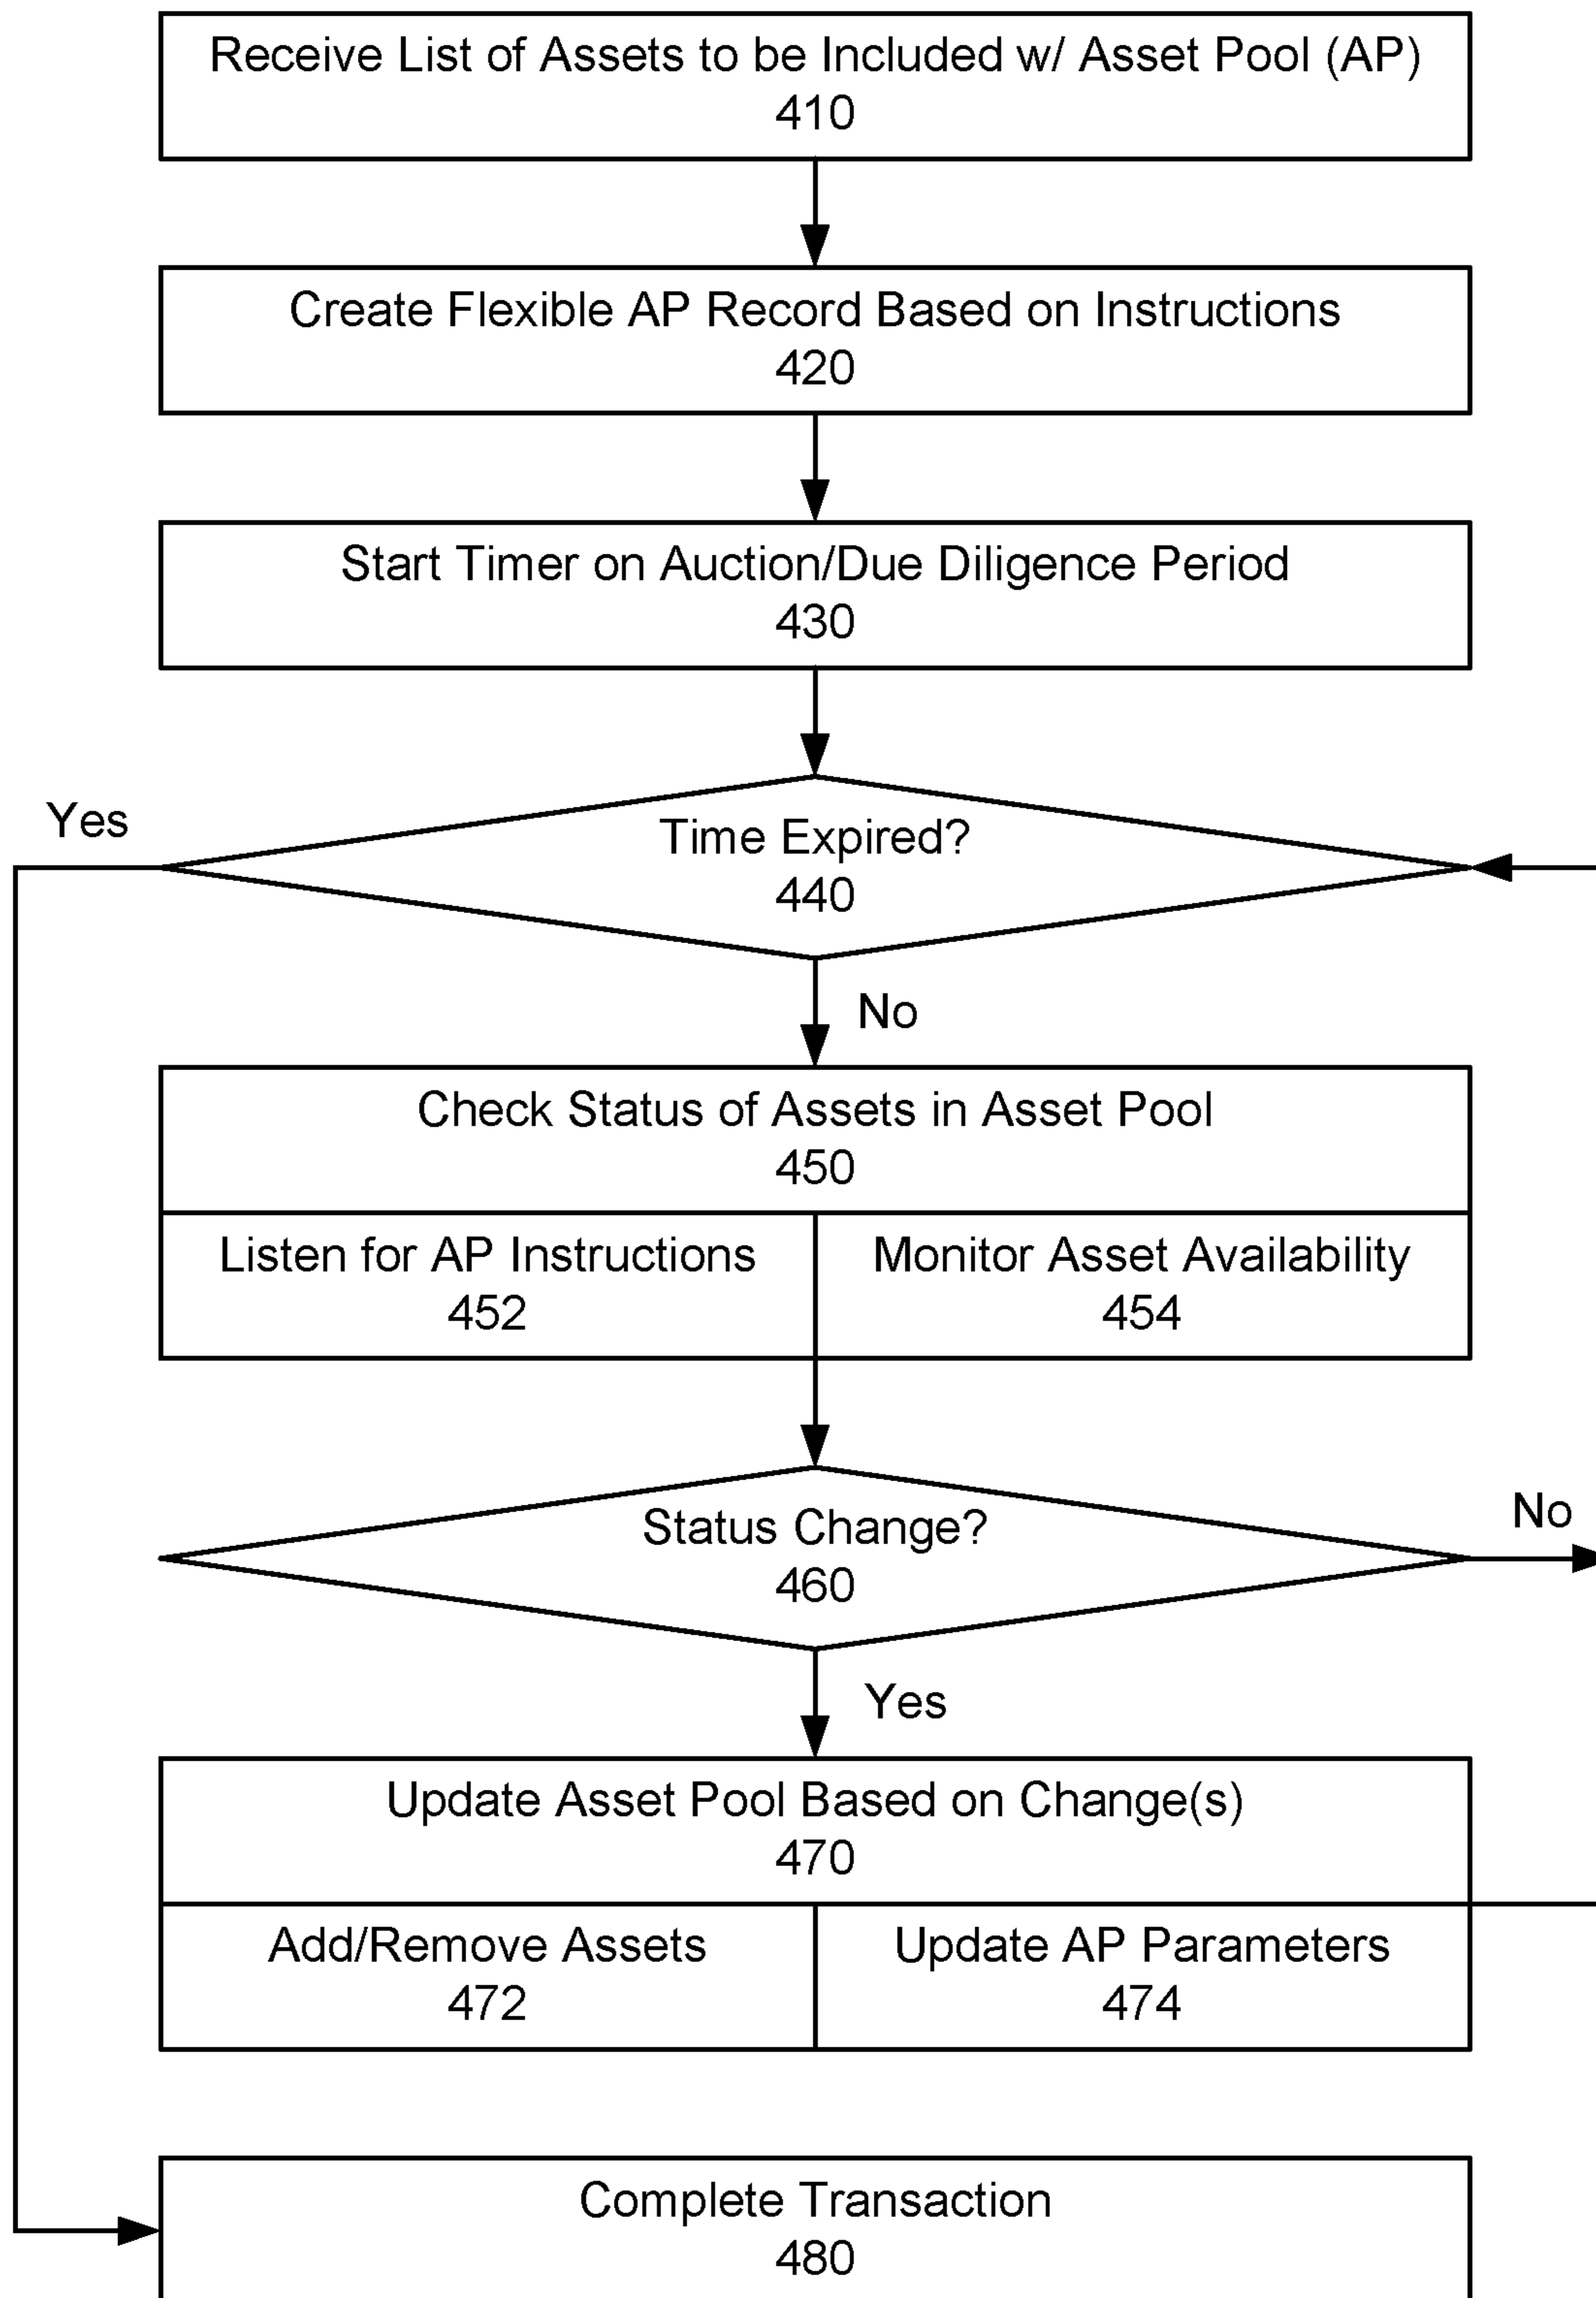 Receive List of Assets to be Included w/ Asset Pool (AP)
410
Create Flexible AP Record Based on Instructions
420
Start Timer on Auction/Due Diligence Period
430
Yes
Time Expired?
440
No
Check Status of Assets in Asset Pool
450
Listen for AP Instructions
452
Monitor Asset Availability
454
Status Change?
460
No
Yes
Update Asset Pool Based on Change(s)
470
Add/Remove Assets
472
Update AP Parameters
474
Complete Transaction
480